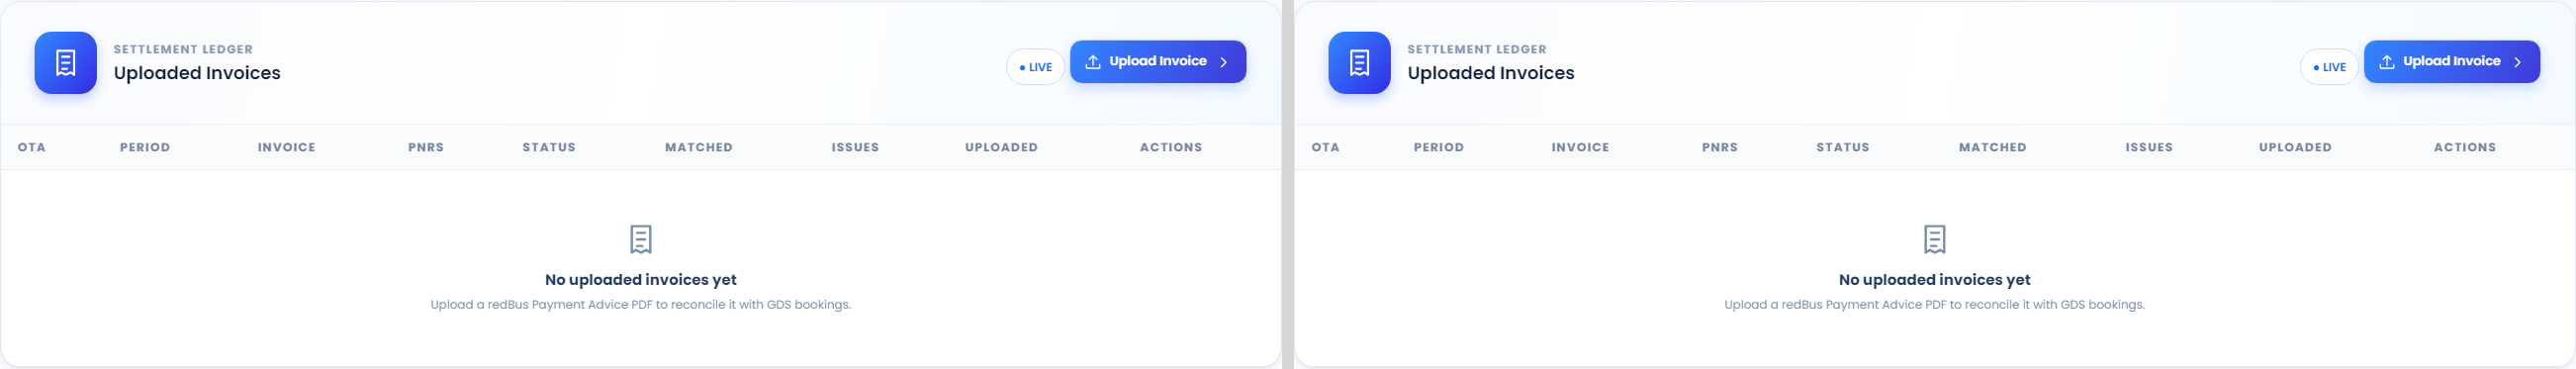 SETTLEMENT LEDGER
Uploaded Invoices
• LIVE
Upload Invoice
OTA PERIOD INVOICE PNRS STATUS MATCHED ISSUES UPLOADED ACTIONS
No uploaded invoices yet
Upload a redBus Payment Advice PDF to reconcile it with GDS bookings.
SETTLEMENT LEDGER
Uploaded Invoices
• LIVE
Upload Invoice
OTA PERIOD INVOICE PNRS STATUS MATCHED ISSUES UPLOADED ACTIONS
No uploaded invoices yet
Upload a redBus Payment Advice PDF to reconcile it with GDS bookings.